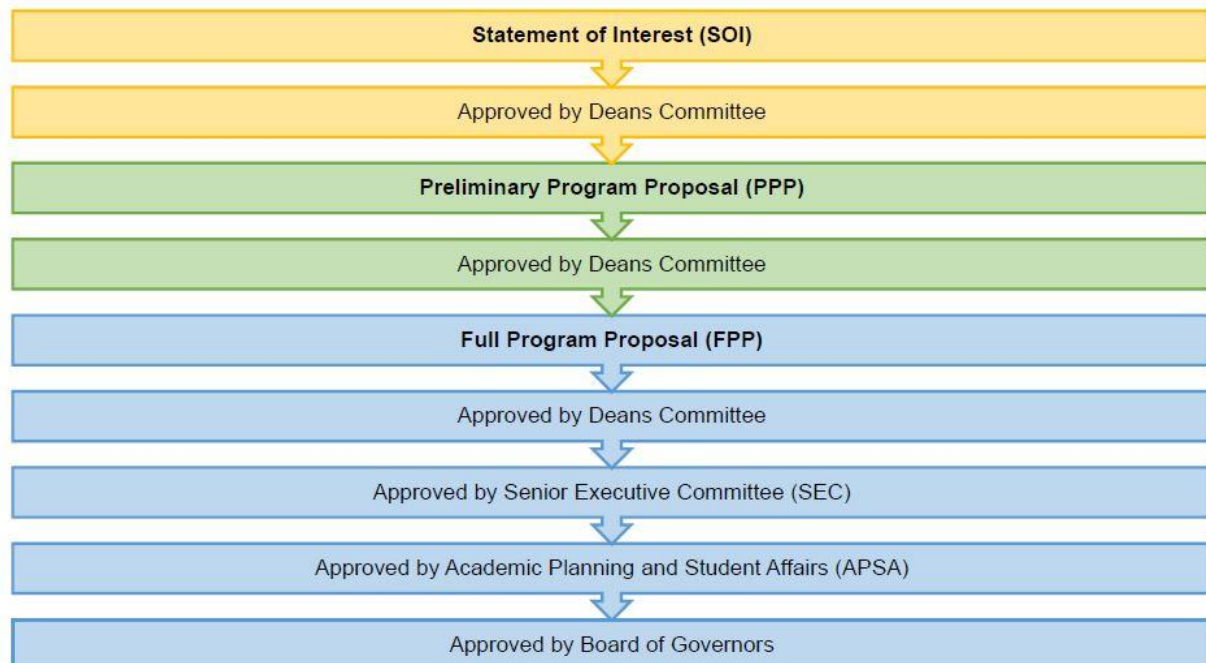 Statement of Interest (SOI)
Approved by Deans Committee
Preliminary Program Proposal (PPP)
Approved by Deans Committee
Full Program Proposal (FPP)
Approved by Deans Committee
Approved by Senior Executive Committee (SEC)
Approved by Academic Planning and Student Affairs (APSA)
Approved by Board of Governors